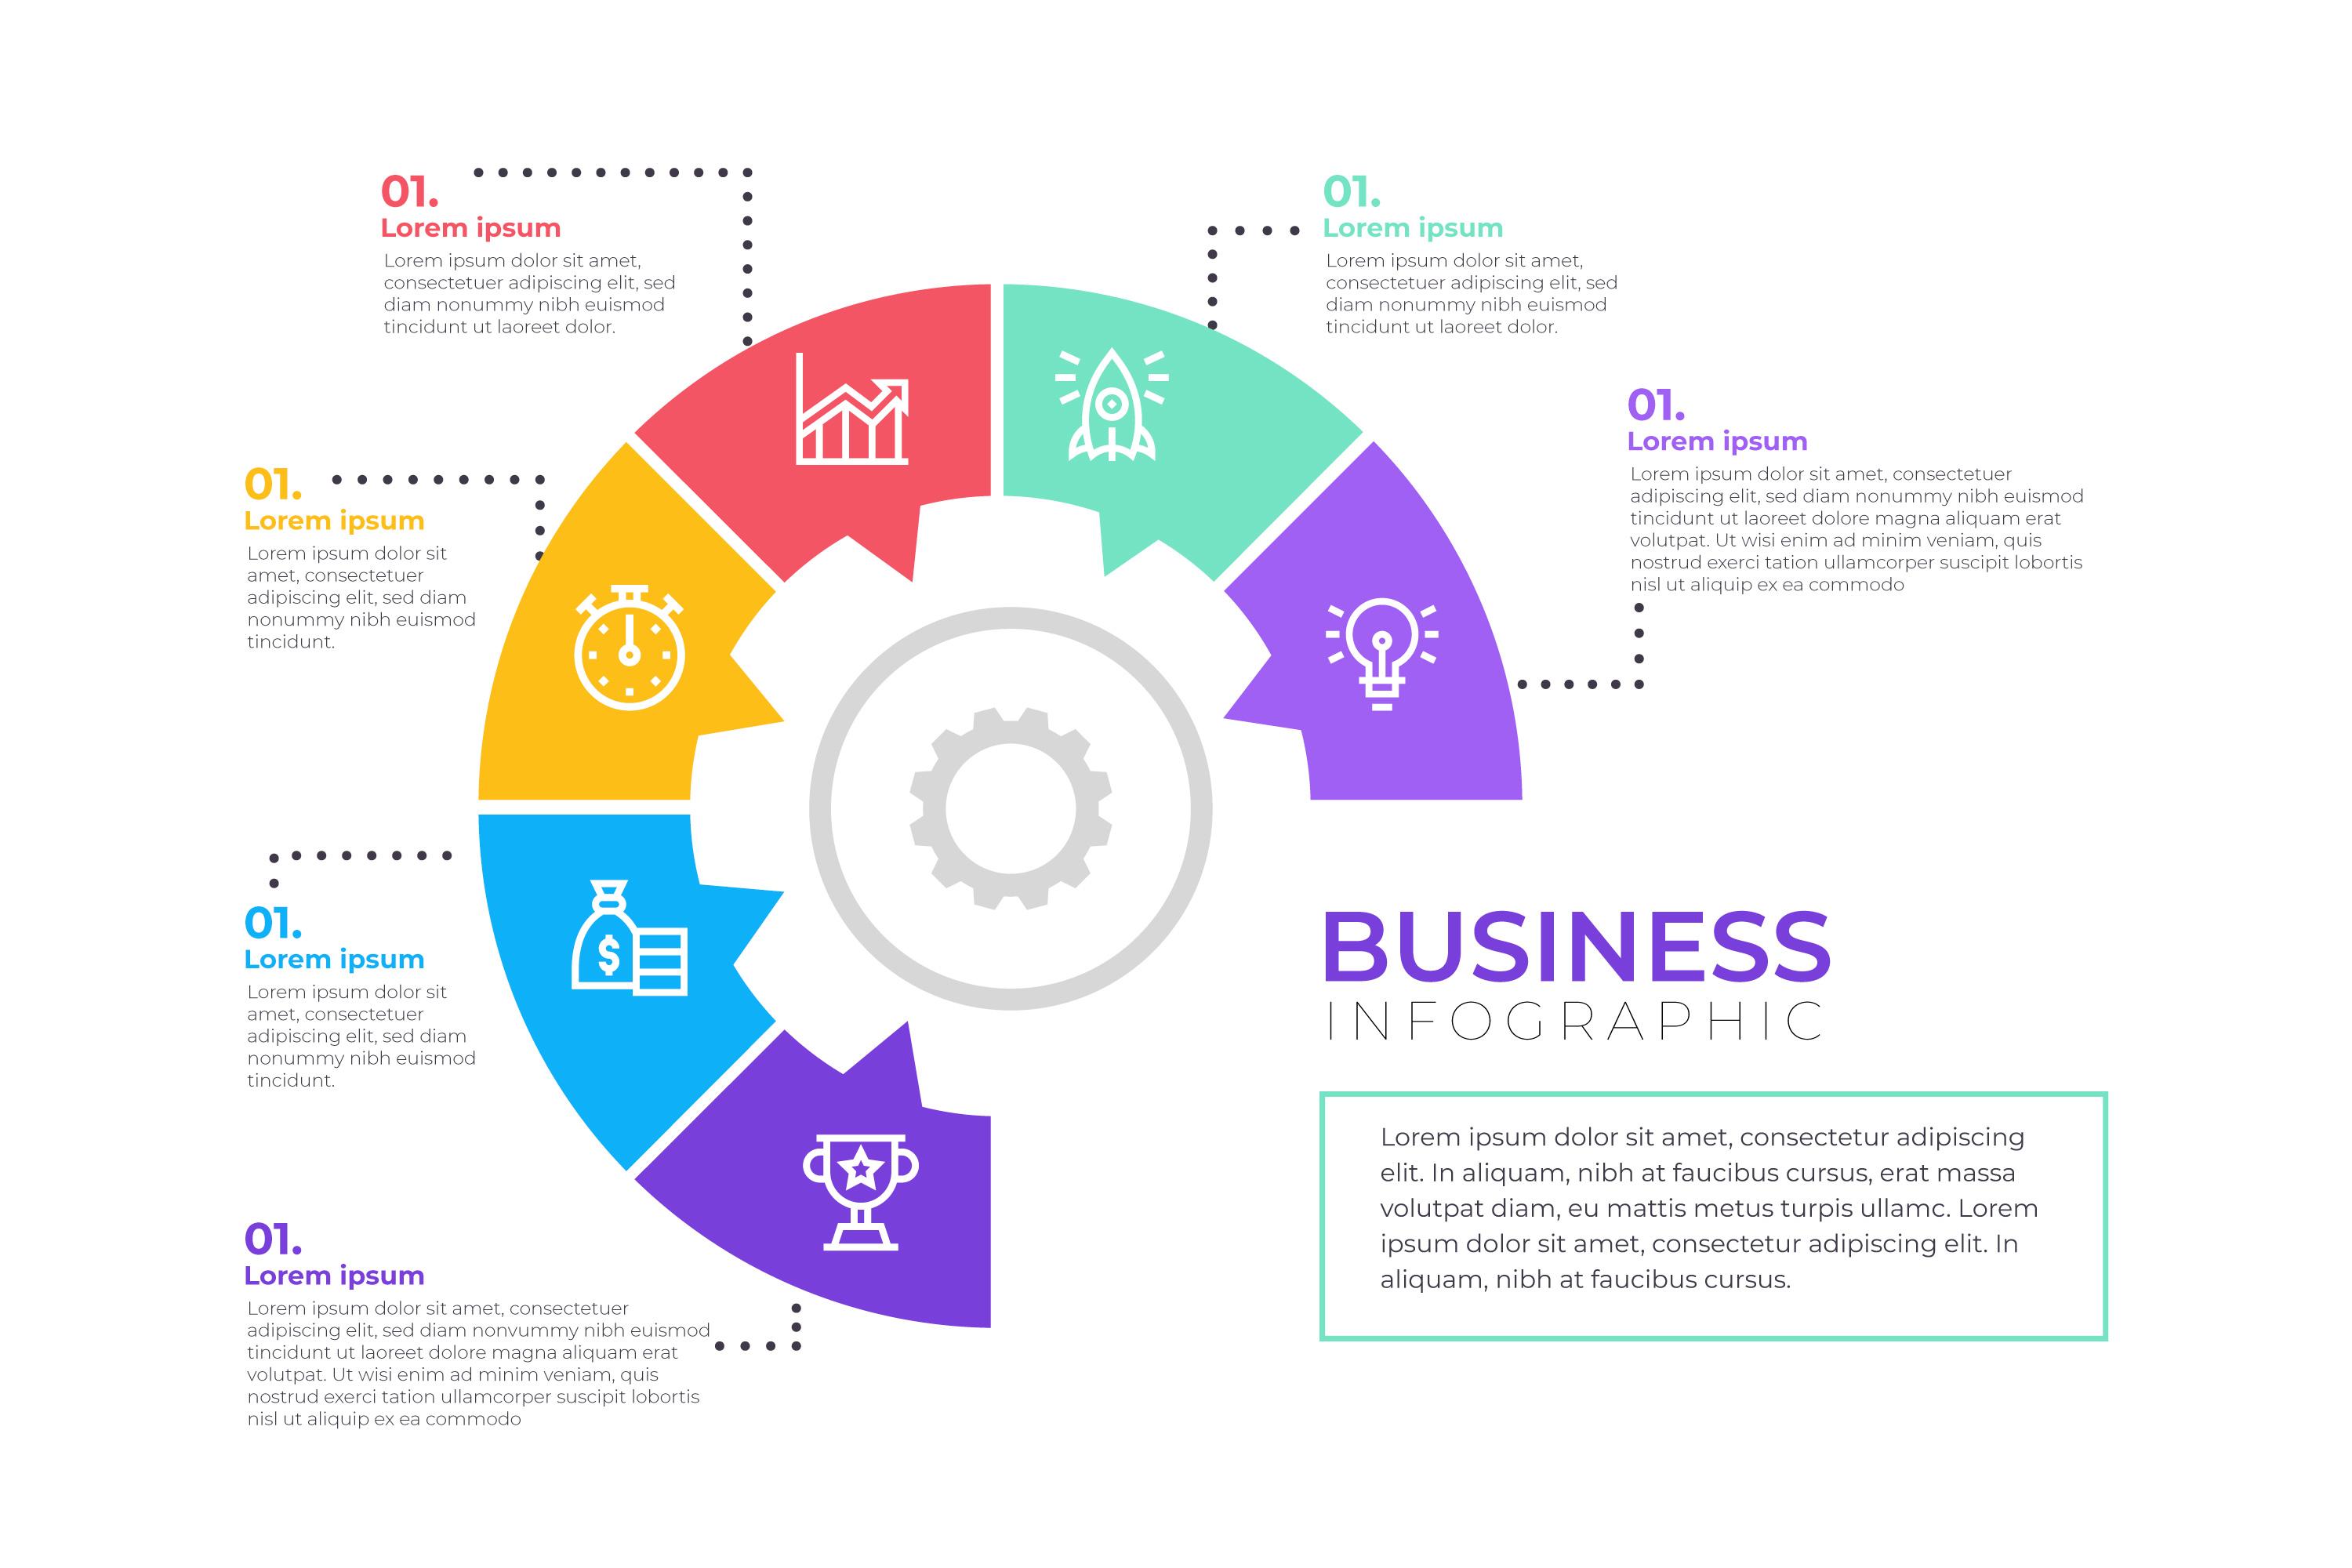 01.
Lorem ipsum
Lorem ipsum dolor sit amet,
consectetuer adipiscing elit, sed
diam nonummy nibh euismod
tincidunt ut laoreet dolor.
01.
Lorem ipsum
Lorem ipsum dolor sit amet,
consectetuer adipiscing elit, sed
diam nonummy nibh euismod
tincidunt ut laoreet dolor.
01.
Lorem ipsum
Lorem ipsum dolor sit amet, consectetuer
adipiscing elit, sed diam nonummy nibh euismod
tincidunt ut laoreet dolore magna aliquam erat
volutpat. Ut wisi enim ad minim veniam, quis
nostrud exerci tation ullamcorper suscipit lobortis
nisl ut aliquip ex ea commodo
01.
Lorem ipsum
Lorem ipsum dolor sit
amet, consectetuer
adipiscing elit, sed diam
nonummy nibh euismod
tincidunt.
01.
Lorem ipsum
Lorem ipsum dolor sit
amet, consectetuer
adipiscing elit, sed diam
nonummy nibh euismod
tincidunt.
$
01.
Lorem ipsum
Lorem ipsum dolor sit amet, consectetuer
adipiscing elit, sed diam nonvummy nibh euismod
tincidunt ut laoreet dolore magna aliquam erat
volutpat. Ut wisi enim ad minim veniam, quis
nostrud exerci tation ullamcorper suscipit lobortis
nisl ut aliquip ex ea commodo
BUSINESS
INFOGRAPHIC
Lorem ipsum dolor sit amet, consectetur adipiscing
elit. In aliquam, nibh at faucibus cursus, erat massa
volutpat diam, eu mattis metus turpis ullamc. Lorem
ipsum dolor sit amet, consectetur adipiscing elit. In
aliquam, nibh at faucibus cursus.